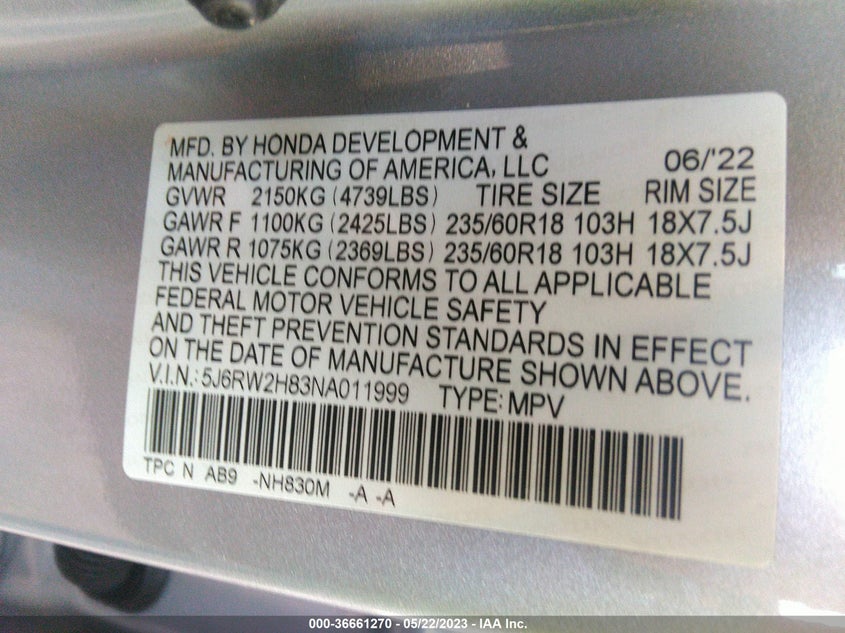 MFD. BY HONDA DEVELOPMENT &
MANUFACTURING OF AMERICA, LLC 06/'22
GVWR 2150KG (4739LBS) TIRE SIZE RIM SIZE
GAWR F 1100KG (2425LBS) 235/60R18 103H 18X7.5J
GAWR R 1075KG (2369LBS) 235/60R18 103H 18X7.5J
THIS VEHICLE CONFORMS TO ALL APPLICABLE
FEDERAL MOTOR VEHICLE SAFETY
AND THEFT PREVENTION STANDARDS IN EFFECT
ON THE DATE OF MANUFACTURE SHOWN ABOVE.
V.I.N.: 5J6RW2H83NA011999 TYPE: MPV
TPC N AB9 -NH830M -A -A
000-36661270 - 05/22/2023 - IAA Inc.